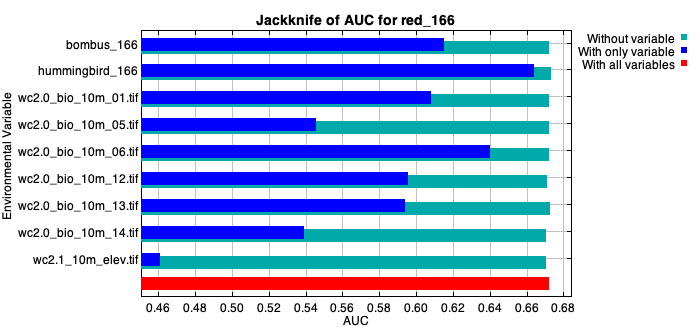 Jackknife of AUC for red_166
Without variable
With only variable
With all variables
Environmental Variable
bombus_166
hummingbird_166
wc2.0_bio_10m_01.tif
wc2.0_bio_10m_05.tif
wc2.0_bio_10m_06.tif
wc2.0_bio_10m_12.tif
wc2.0_bio_10m_13.tif
wc2.0_bio_10m_14.tif
wc2.1_10m_elev.tif
0.46 0.48 0.50 0.52 0.54 0.56 0.58 0.60 0.62 0.64 0.66 0.68
AUC